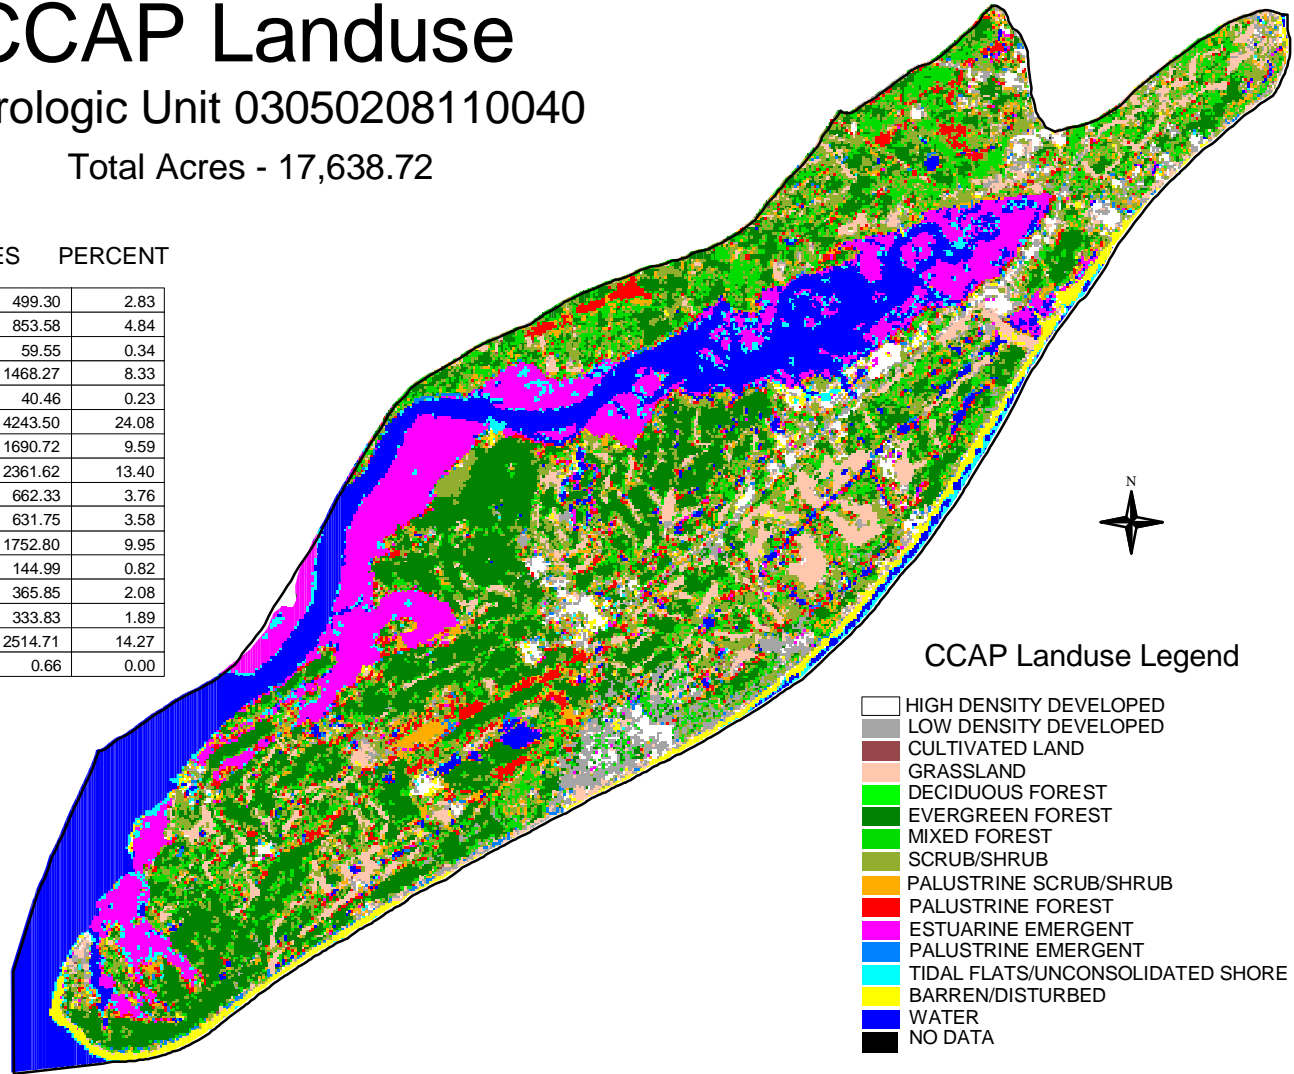 CCAP Landuse
rologic Unit 03050208110040
Total Acres - 17,638.72
ES PERCENT
499.30 2.83
853.58 4.84
59.55 0.34
1468.27 8.33
40.46 0.23
4243.50 24.08
1690.72 9.59
2361.62 13.40
662.33 3.76
631.75 3.58
1752.80 9.95
144.99 0.82
365.85 2.08
333.83 1.89
2514.71 14.27
0.66 0.00
N
CCAP Landuse Legend
HIGH DENSITY DEVELOPED
LOW DENSITY DEVELOPED
CULTIVATED LAND
GRASSLAND
DECIDUOUS FOREST
EVERGREEN FOREST
MIXED FOREST
SCRUB/SHRUB
PALUSTRINE SCRUB/SHRUB
PALUSTRINE FOREST
ESTUARINE EMERGENT
PALUSTRINE EMERGENT
TIDAL FLATS/UNCONSOLIDATED SHORE
BARREN/DISTURBED
WATER
NO DATA